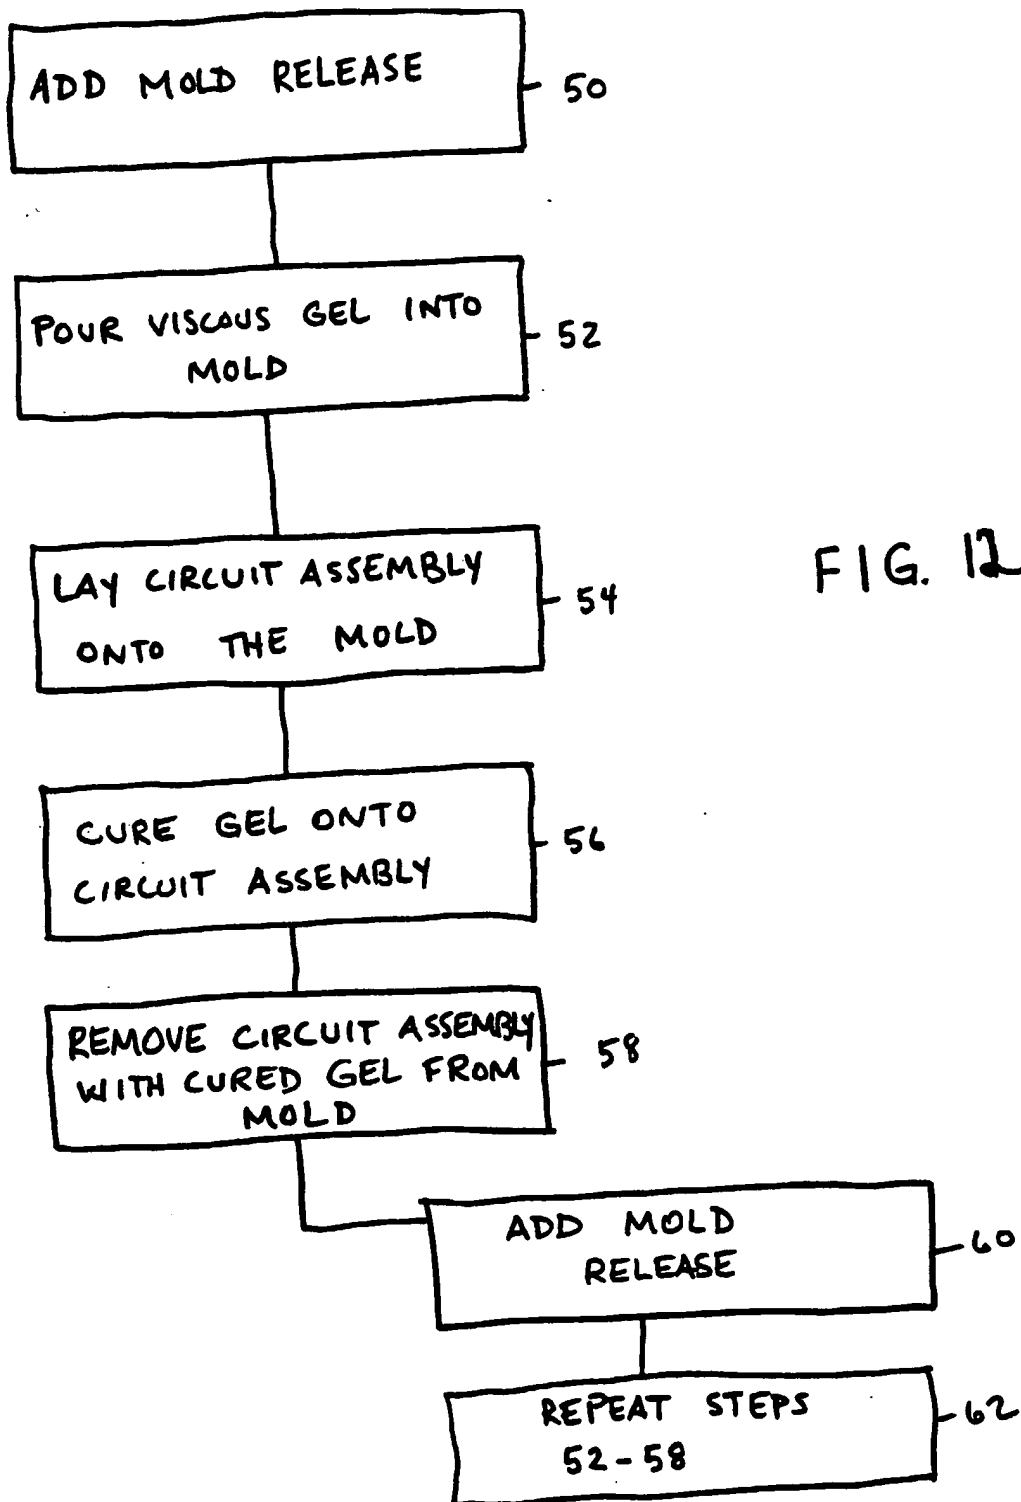 ADD MOLD RELEASE
50
POUR VISCOUS GEL INTO
MOLD
52
LAY CIRCUIT ASSEMBLY
ONTO THE MOLD
54
FIG. 12
CURE GEL ONTO
CIRCUIT ASSEMBLY
56
REMOVE CIRCUIT ASSEMBLY
WITH CURED GEL FROM
MOLD
58
ADD MOLD
RELEASE
60
REPEAT STEPS
52-58
62